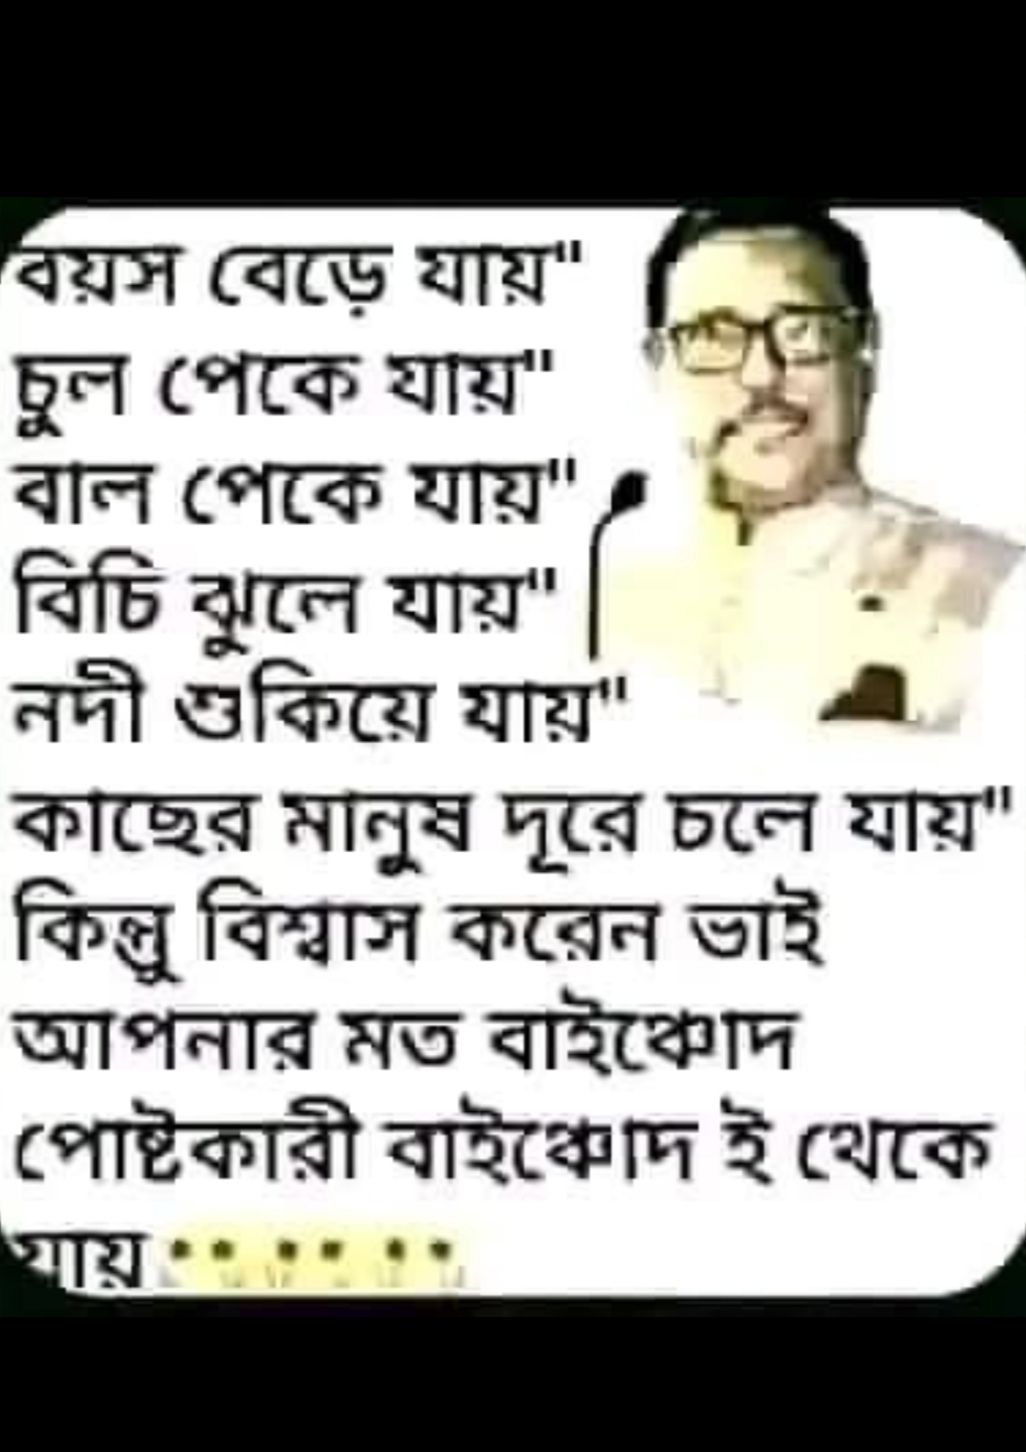 বয়স বেড়ে যায়"
চুল পেকে যায়"
বাল পেকে যায়"
বিচি ঝুলে যায়"
নদী শুকিয়ে যায়"
কাছের মানুষ দূরে চলে যায়"
কিন্তু বিশ্বাস করেন ভাই
আপনার মত বাইঞ্চোদ
পোষ্টকারী বাইঞ্চোদ ই থেকে
যায়